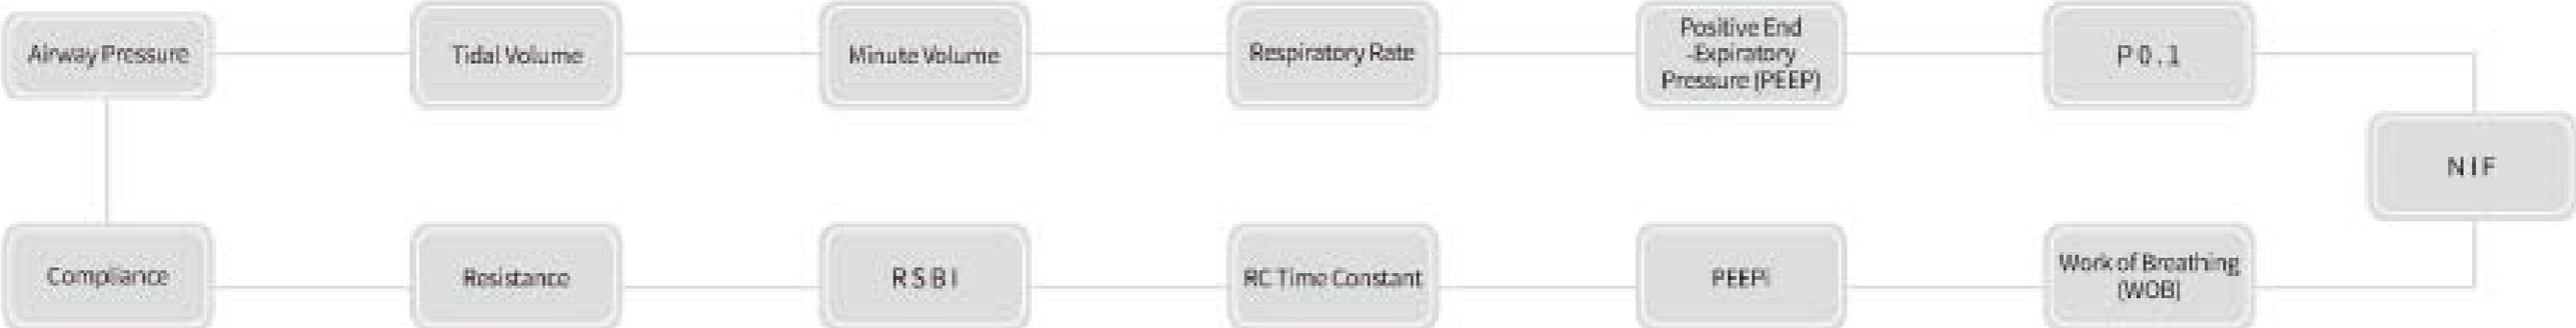 Airway Pressure
Tidal Volume
Minute Volume
Respiratory Rate
Positive End
-Expiratory
Pressure (PEEP)
P 0 . 1
N I F
Compliance
Resistance
R S B I
RC Time Constant
PEEPi
Work of Breathing
(WOB)